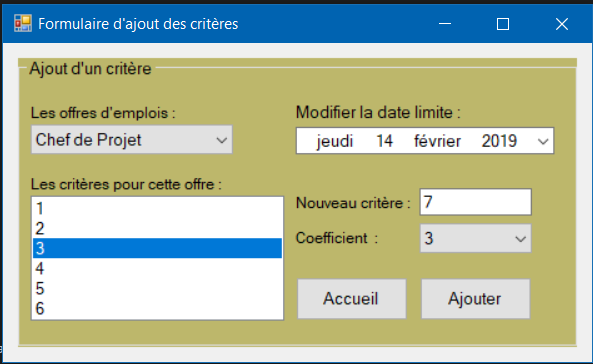 Formulaire d'ajout des critères
Ajout d'un critère
Les offres d'emplois :
Chef de Projet
Modifier la date limite :
jeudi 14 février 2019
Les critères pour cette offre :
1
2
3
4
5
6
Nouveau critère : 7
Coefficient : 3
Accueil Ajouter